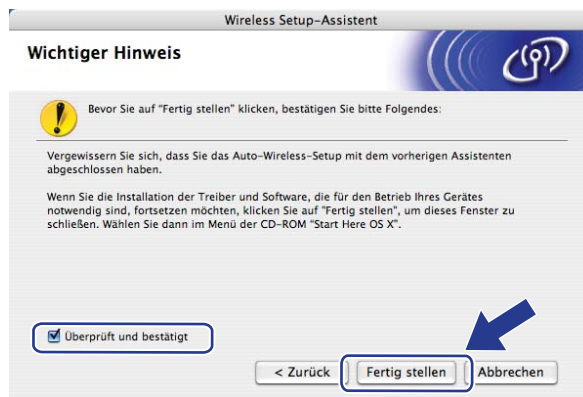 Wireless Setup-Assistent
Wichtiger Hinweis
Bevor Sie auf "Fertig stellen" klicken, bestätigen Sie bitte Folgendes:
Vergewissern Sie sich, dass Sie das Auto-Wireless-Setup mit dem vorherigen Assistenten
abgeschlossen haben.
Wenn Sie die Installation der Treiber und Software, die für den Betrieb Ihres Gerätes
notwendig sind, fortsetzen möchten, klicken Sie auf "Fertig stellen", um dieses Fenster zu
schließen. Wählen Sie dann im Menü der CD-ROM "Start Here OS X".
Überprüft und bestätigt
< Zurück Fertig stellen Abbrechen